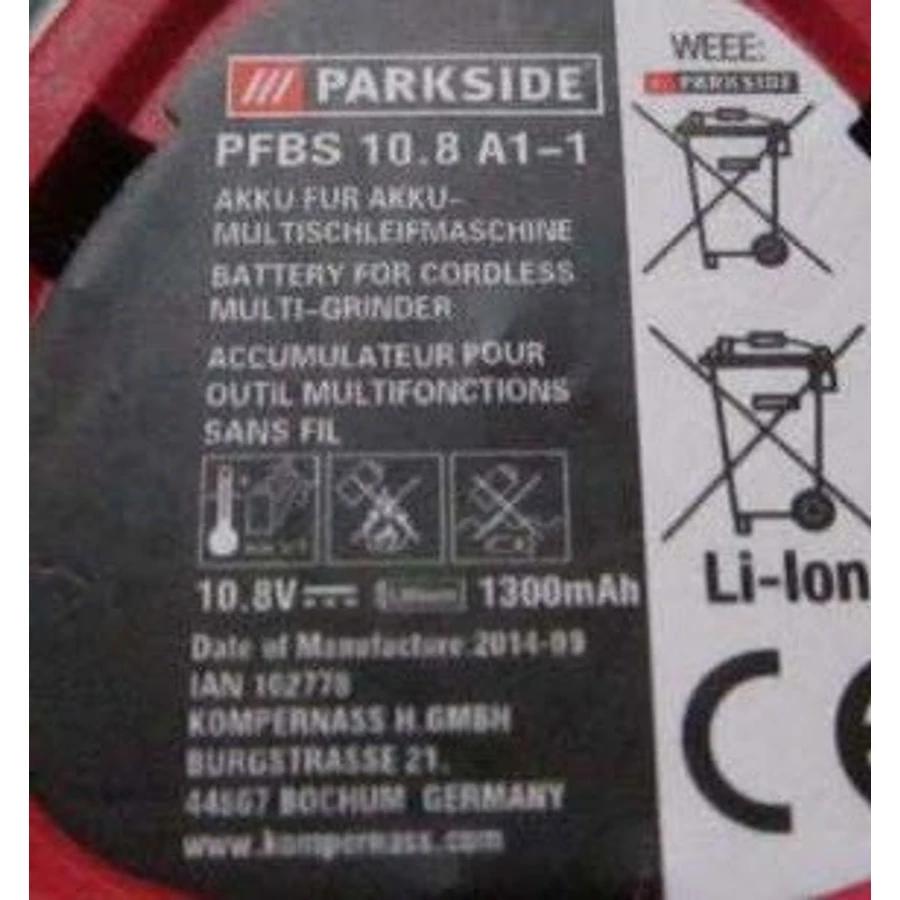 PARKSIDE
PFBS 10.8 A1-1
AKKU FUR AKKU-
MULTISCHLEIFMASCHINE
BATTERY FOR CORDLESS
MULTI-GRINDER
ACCUMULATEUR POUR
OUTIL MULTIFONCTIONS
SANS FIL
10.8V 1300mAh
Date of Manufacture 2014-09
IAN 102778
KOMPERNASS H.GMBH
BURGSTRASSE 21.
44867 BOCHUM GERMANY
www.kompernass.com
WEEE:
PARKSIDE
Li-Ion
CE